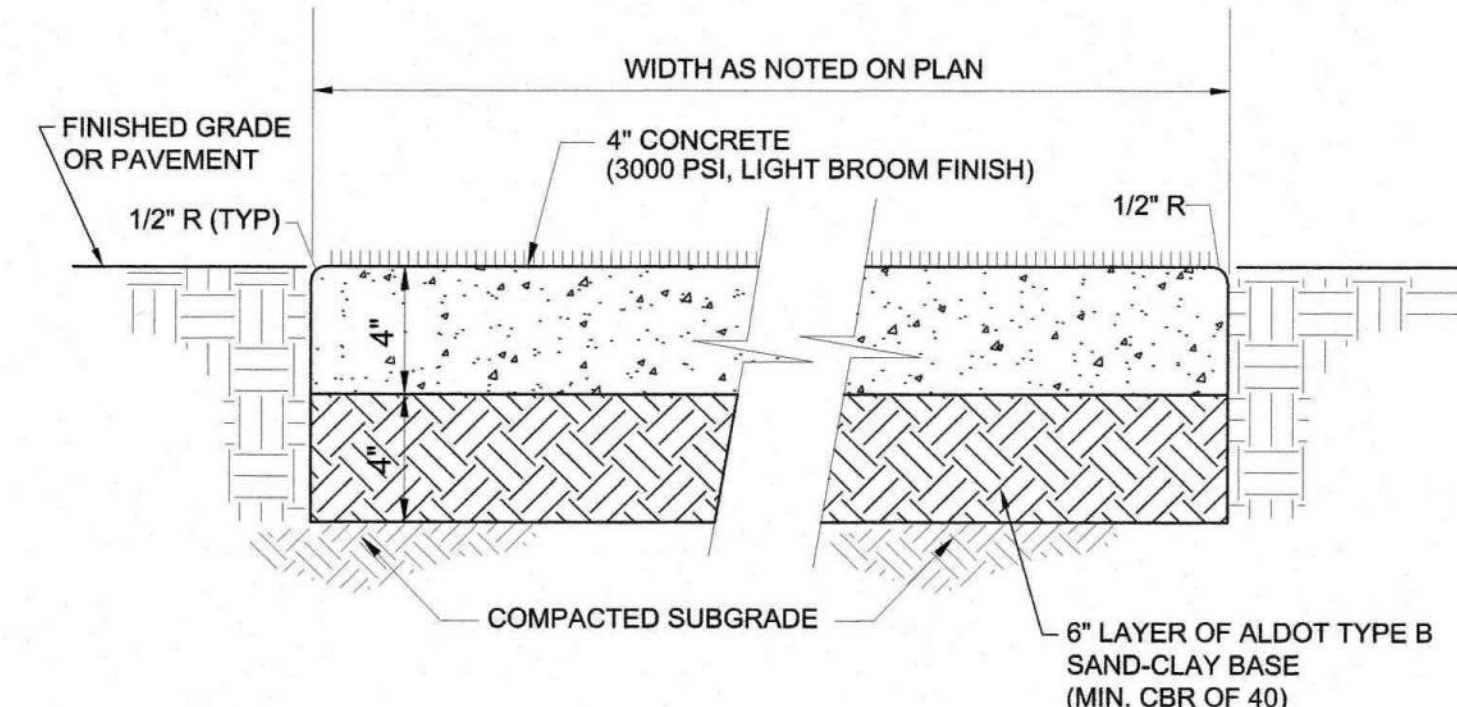 WIDTH AS NOTED ON PLAN
FINISHED GRADE
OR PAVEMENT
4" CONCRETE
(3000 PSI, LIGHT BROOM FINISH)
1/2" R (TYP)
1/2" R
4"
4"
COMPACTED SUBGRADE
6" LAYER OF ALDOT TYPE B
SAND-CLAY BASE
(MIN. CBR OF 40)